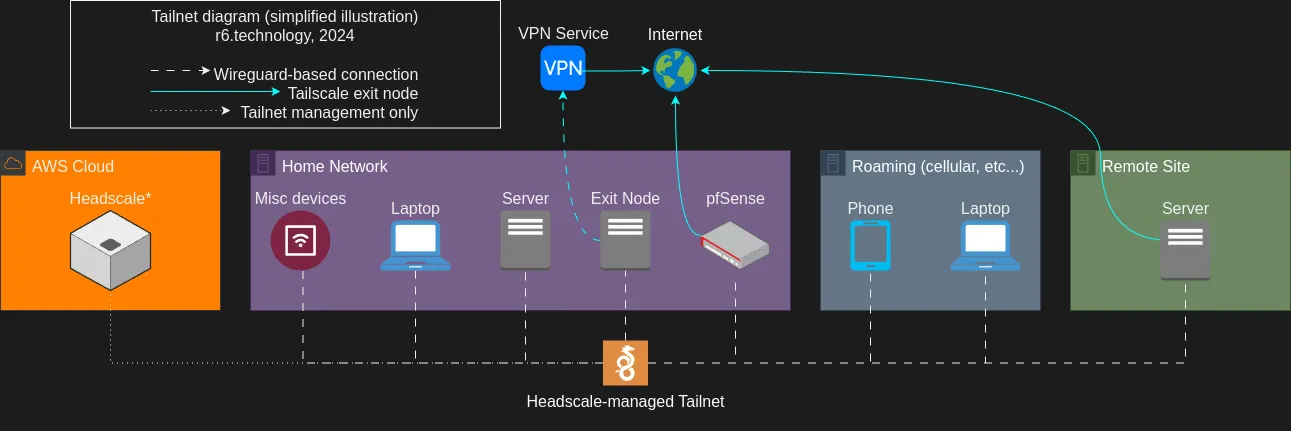 Tailnet diagram (simplified illustration)
r6.technology, 2024
Wireguard-based connection
Tailscale exit node
Tailnet management only
VPN Service
Internet
VPN
AWS Cloud
Home Network
Roaming (cellular, etc...)
Remote Site
Headscale*
Misc devices
Laptop
Server
Exit Node
pfSense
Phone
Laptop
Server
Headscale-managed Tailnet